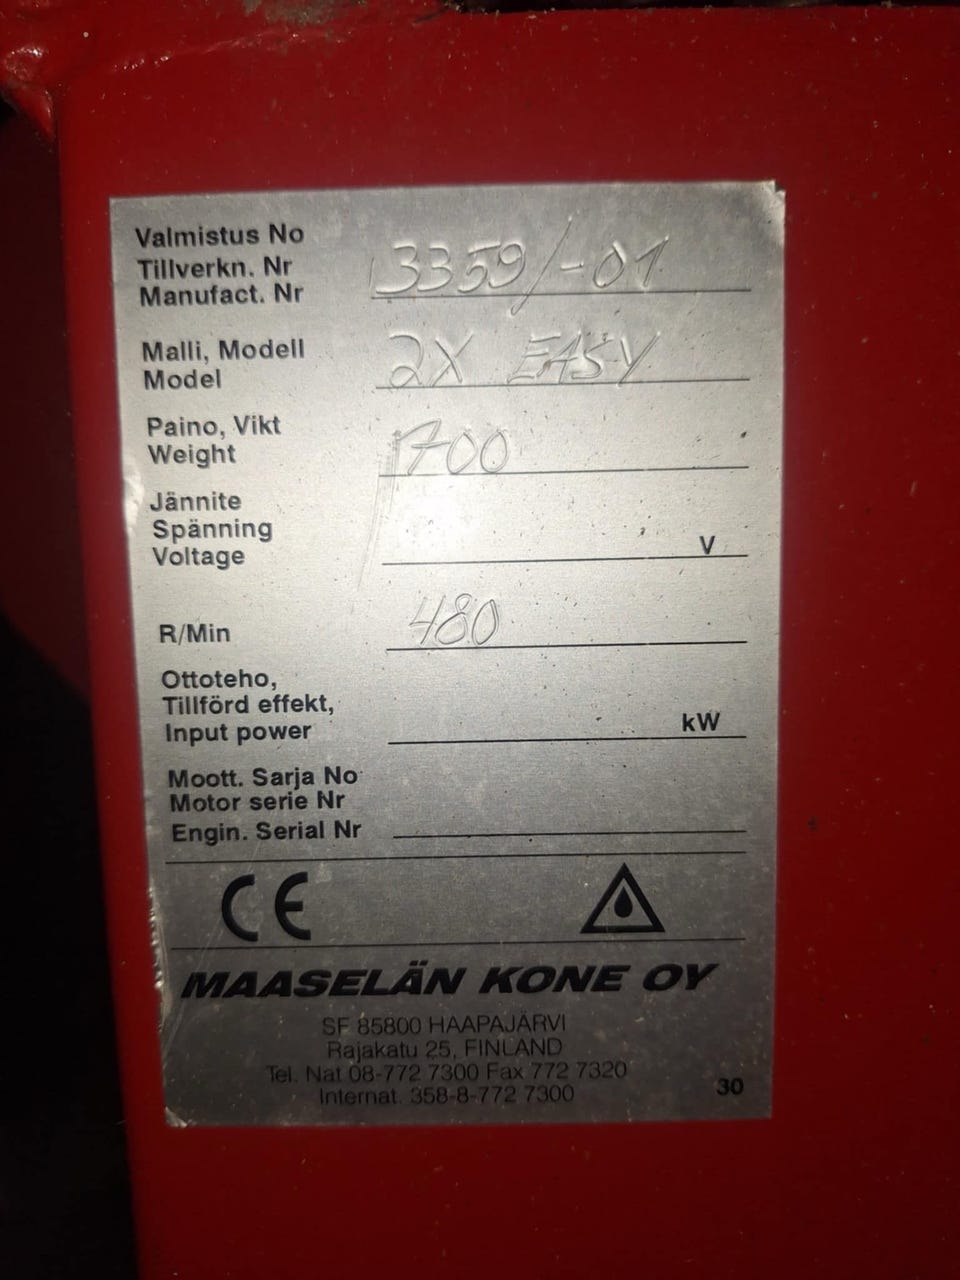 Valmistus No
Tillverkn. Nr
Manufact. Nr 13359/-01
Malli, Modell
Model 2X EASY
Paino, Vikt
Weight 1700
Jännite
Spänning
Voltage V
R/Min 480
Ottoteho,
Tillförd effekt,
Input power kW
Moott. Sarja No
Motor serie Nr
Engin. Serial Nr
CE
MAASELÄN KONE OY
SF 85800 HAAPAJÄRVI
Rajakatu 25, FINLAND
Tel. Nat 08-772 7300 Fax 772 7320
Internat. 358-8-772 7300
30